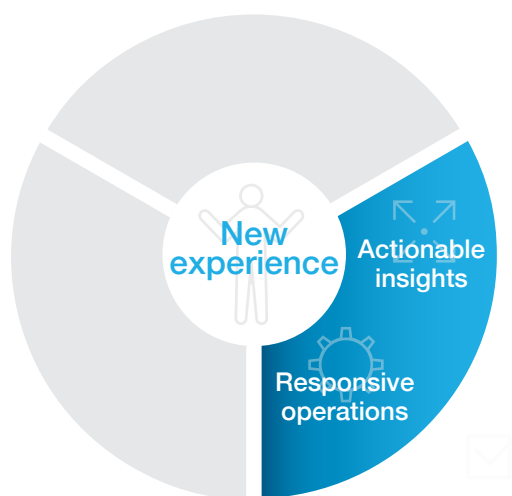 New
experience
Actionable
insights
Responsive
operations